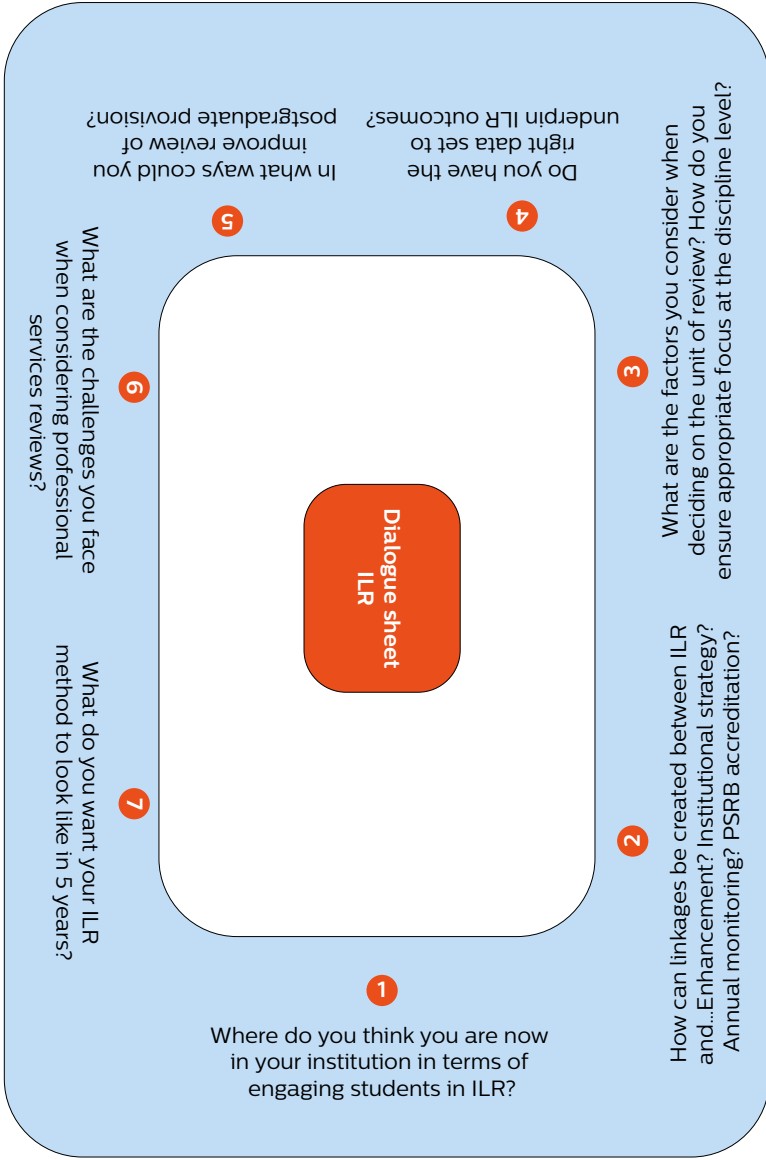 Dialogue sheet
ILR
1
Where do you think you are now
in your institution in terms of
engaging students in ILR?
2
How can linkages be created between ILR
and...Enhancement? Institutional strategy?
Annual monitoring? PSRB accreditation?
3
What are the factors you consider when
deciding on the unit of review? How do you
ensure appropriate focus at the discipline level?
4
Do you have the
right data set to
underpin ILR outcomes?
5
In what ways could you
improve review of
postgraduate provision?
6
What are the challenges you face
when considering professional
services reviews?
7
What do you want your ILR
method to look like in 5 years?